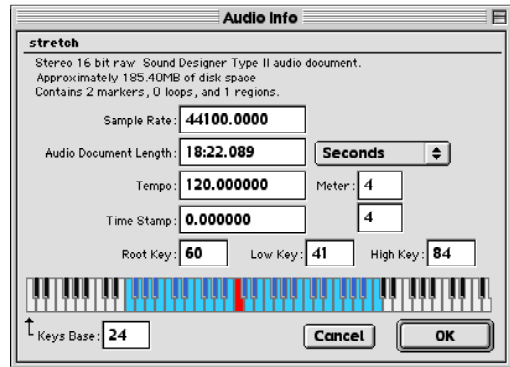 Audio Info
stretch
Stereo 16 bit raw Sound Designer Type II audio document.
Approximately 185.40MB of disk space
Contains 2 markers, 0 loops, and 1 regions.
Sample Rate: 44100.0000
Audio Document Length: 18:22.089 Seconds
Tempo: 120.000000 Meter: 4
Time Stamp: 0.000000 4
Root Key: 60 Low Key: 41 High Key: 84
Keys Base: 24 Cancel OK